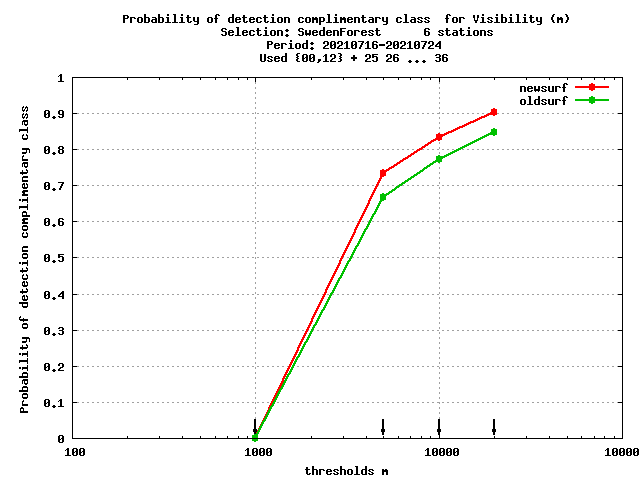 Probability of detection complimentary class  for Visibility (m)
Selection: SwedenForest      6 stations
Period: 20210716-20210724
Used {00,12} + 25 26 ... 36
newsurf
oldsurf
Probability of detection complimentary class
1
0.9
0.8
0.7
0.6
0.5
0.4
0.3
0.2
0.1
0
100 1000 10000 10000
thresholds m